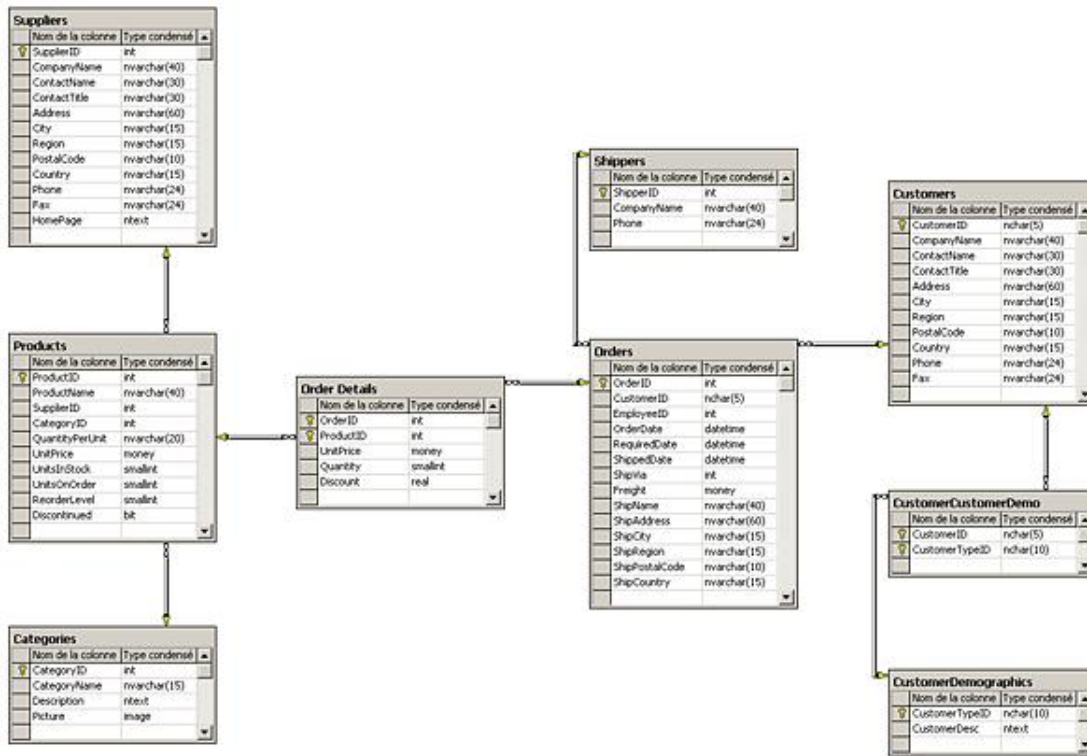 Suppliers
Nom de la colonne Type condensé
SupplierID int
CompanyName nvarchar(40)
ContactName nvarchar(30)
ContactTitle nvarchar(30)
Address nvarchar(60)
City nvarchar(15)
Region nvarchar(15)
PostalCode nvarchar(10)
Country nvarchar(15)
Phone nvarchar(24)
Fax nvarchar(24)
HomePage ntext
Products
Nom de la colonne Type condensé
ProductID int
ProductName nvarchar(40)
SupplierID int
CategoryID int
QuantityPerUnit nvarchar(20)
UnitPrice money
UnitsInStock smallint
UnitsOnOrder smallint
ReorderLevel smallint
Discontinued bit
Categories
Nom de la colonne Type condensé
CategoryID int
CategoryName nvarchar(15)
Description ntext
Picture image
Order Details
Nom de la colonne Type condensé
OrderID int
ProductID int
UnitPrice money
Quantity smallint
Discount real
Shippers
Nom de la colonne Type condensé
ShipperID int
CompanyName nvarchar(40)
Phone nvarchar(24)
Orders
Nom de la colonne Type condensé
OrderID int
CustomerID nchar(5)
EmployeeID int
OrderDate datetime
RequiredDate datetime
ShippedDate datetime
ShipVia int
Freight money
ShipName nvarchar(40)
ShipAddress nvarchar(60)
ShipCity nvarchar(15)
ShipRegion nvarchar(15)
ShipPostalCode nvarchar(10)
ShipCountry nvarchar(15)
Customers
Nom de la colonne Type condensé
CustomerID nchar(5)
CompanyName nvarchar(40)
ContactName nvarchar(30)
ContactTitle nvarchar(30)
Address nvarchar(60)
City nvarchar(15)
Region nvarchar(15)
PostalCode nvarchar(10)
Country nvarchar(15)
Phone nvarchar(24)
Fax nvarchar(24)
CustomerCustomerDemo
Nom de la colonne Type condensé
CustomerID nchar(5)
CustomerTypeID nchar(10)
CustomerDemographics
Nom de la colonne Type condensé
CustomerTypeID nchar(10)
CustomerDesc ntext